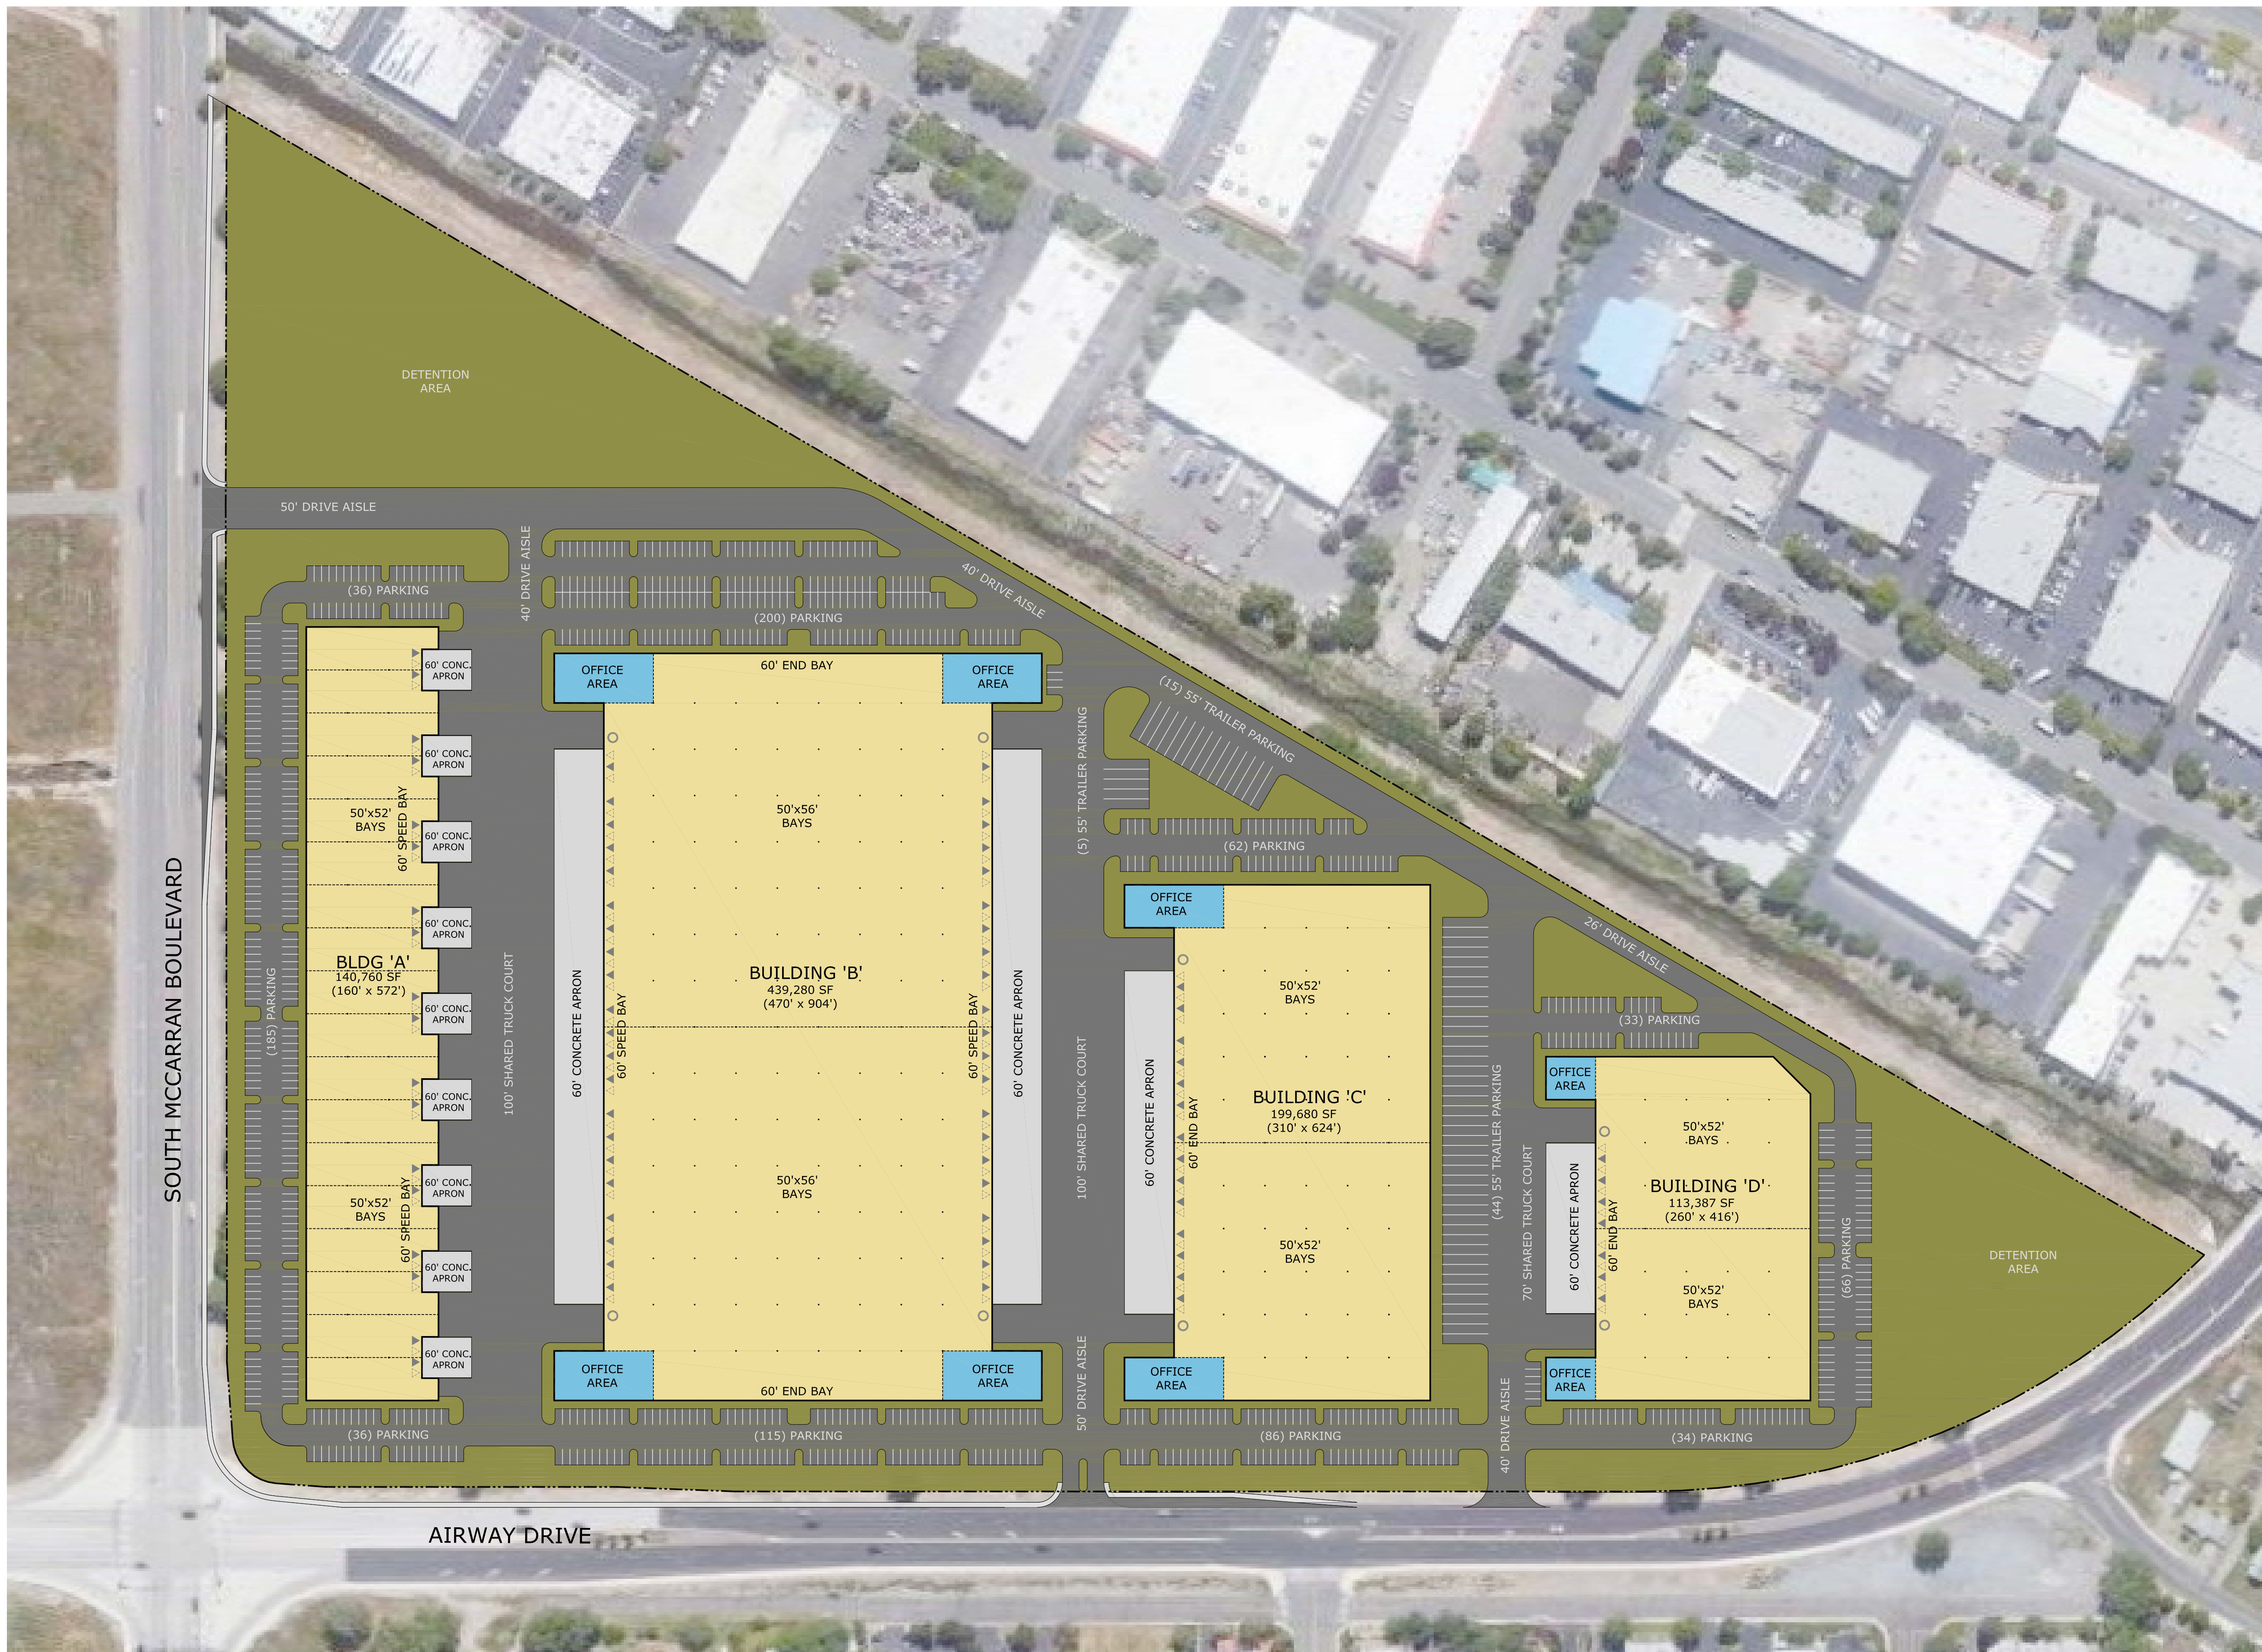 DETENTION
AREA
50' DRIVE AISLE
40' DRIVE AISLE
40' DRIVE AISLE
(36) PARKING
(200) PARKING
OFFICE
AREA
60' END BAY
OFFICE
AREA
(15) 55' TRAILER PARKING
(5) 55' TRAILER PARKING
60' CONC.
APRON
60' CONC.
APRON
60' CONC.
APRON
60' CONC.
APRON
60' CONC.
APRON
60' CONC.
APRON
60' CONC.
APRON
60' CONC.
APRON
60' CONC.
APRON
50'x52'
BAYS
60' SPEED BAY
BLDG 'A'
140,760 SF
(160' x 572')
50'x52'
BAYS
60' SPEED BAY
(185) PARKING
SOUTH MCCARRAN BOULEVARD
100' SHARED TRUCK COURT
60' CONCRETE APRON
60' SPEED BAY
50'x56'
BAYS
BUILDING 'B'
439,280 SF
(470' x 904')
50'x56'
BAYS
60' SPEED BAY
60' CONCRETE APRON
100' SHARED TRUCK COURT
(62) PARKING
OFFICE
AREA
50'x52'
BAYS
60' CONCRETE APRON
60' END BAY
BUILDING 'C'
199,680 SF
(310' x 624')
50'x52'
BAYS
26' DRIVE AISLE
(33) PARKING
(44) 55' TRAILER PARKING
70' SHARED TRUCK COURT
OFFICE
AREA
50'x52'
BAYS
60' CONCRETE APRON
60' END BAY
BUILDING 'D'
113,387 SF
(260' x 416')
50'x52'
BAYS
(66) PARKING
DETENTION
AREA
OFFICE
AREA
60' END BAY
OFFICE
AREA
50' DRIVE AISLE
OFFICE
AREA
40' DRIVE AISLE
OFFICE
AREA
(36) PARKING
(115) PARKING
(86) PARKING
(34) PARKING
AIRWAY DRIVE